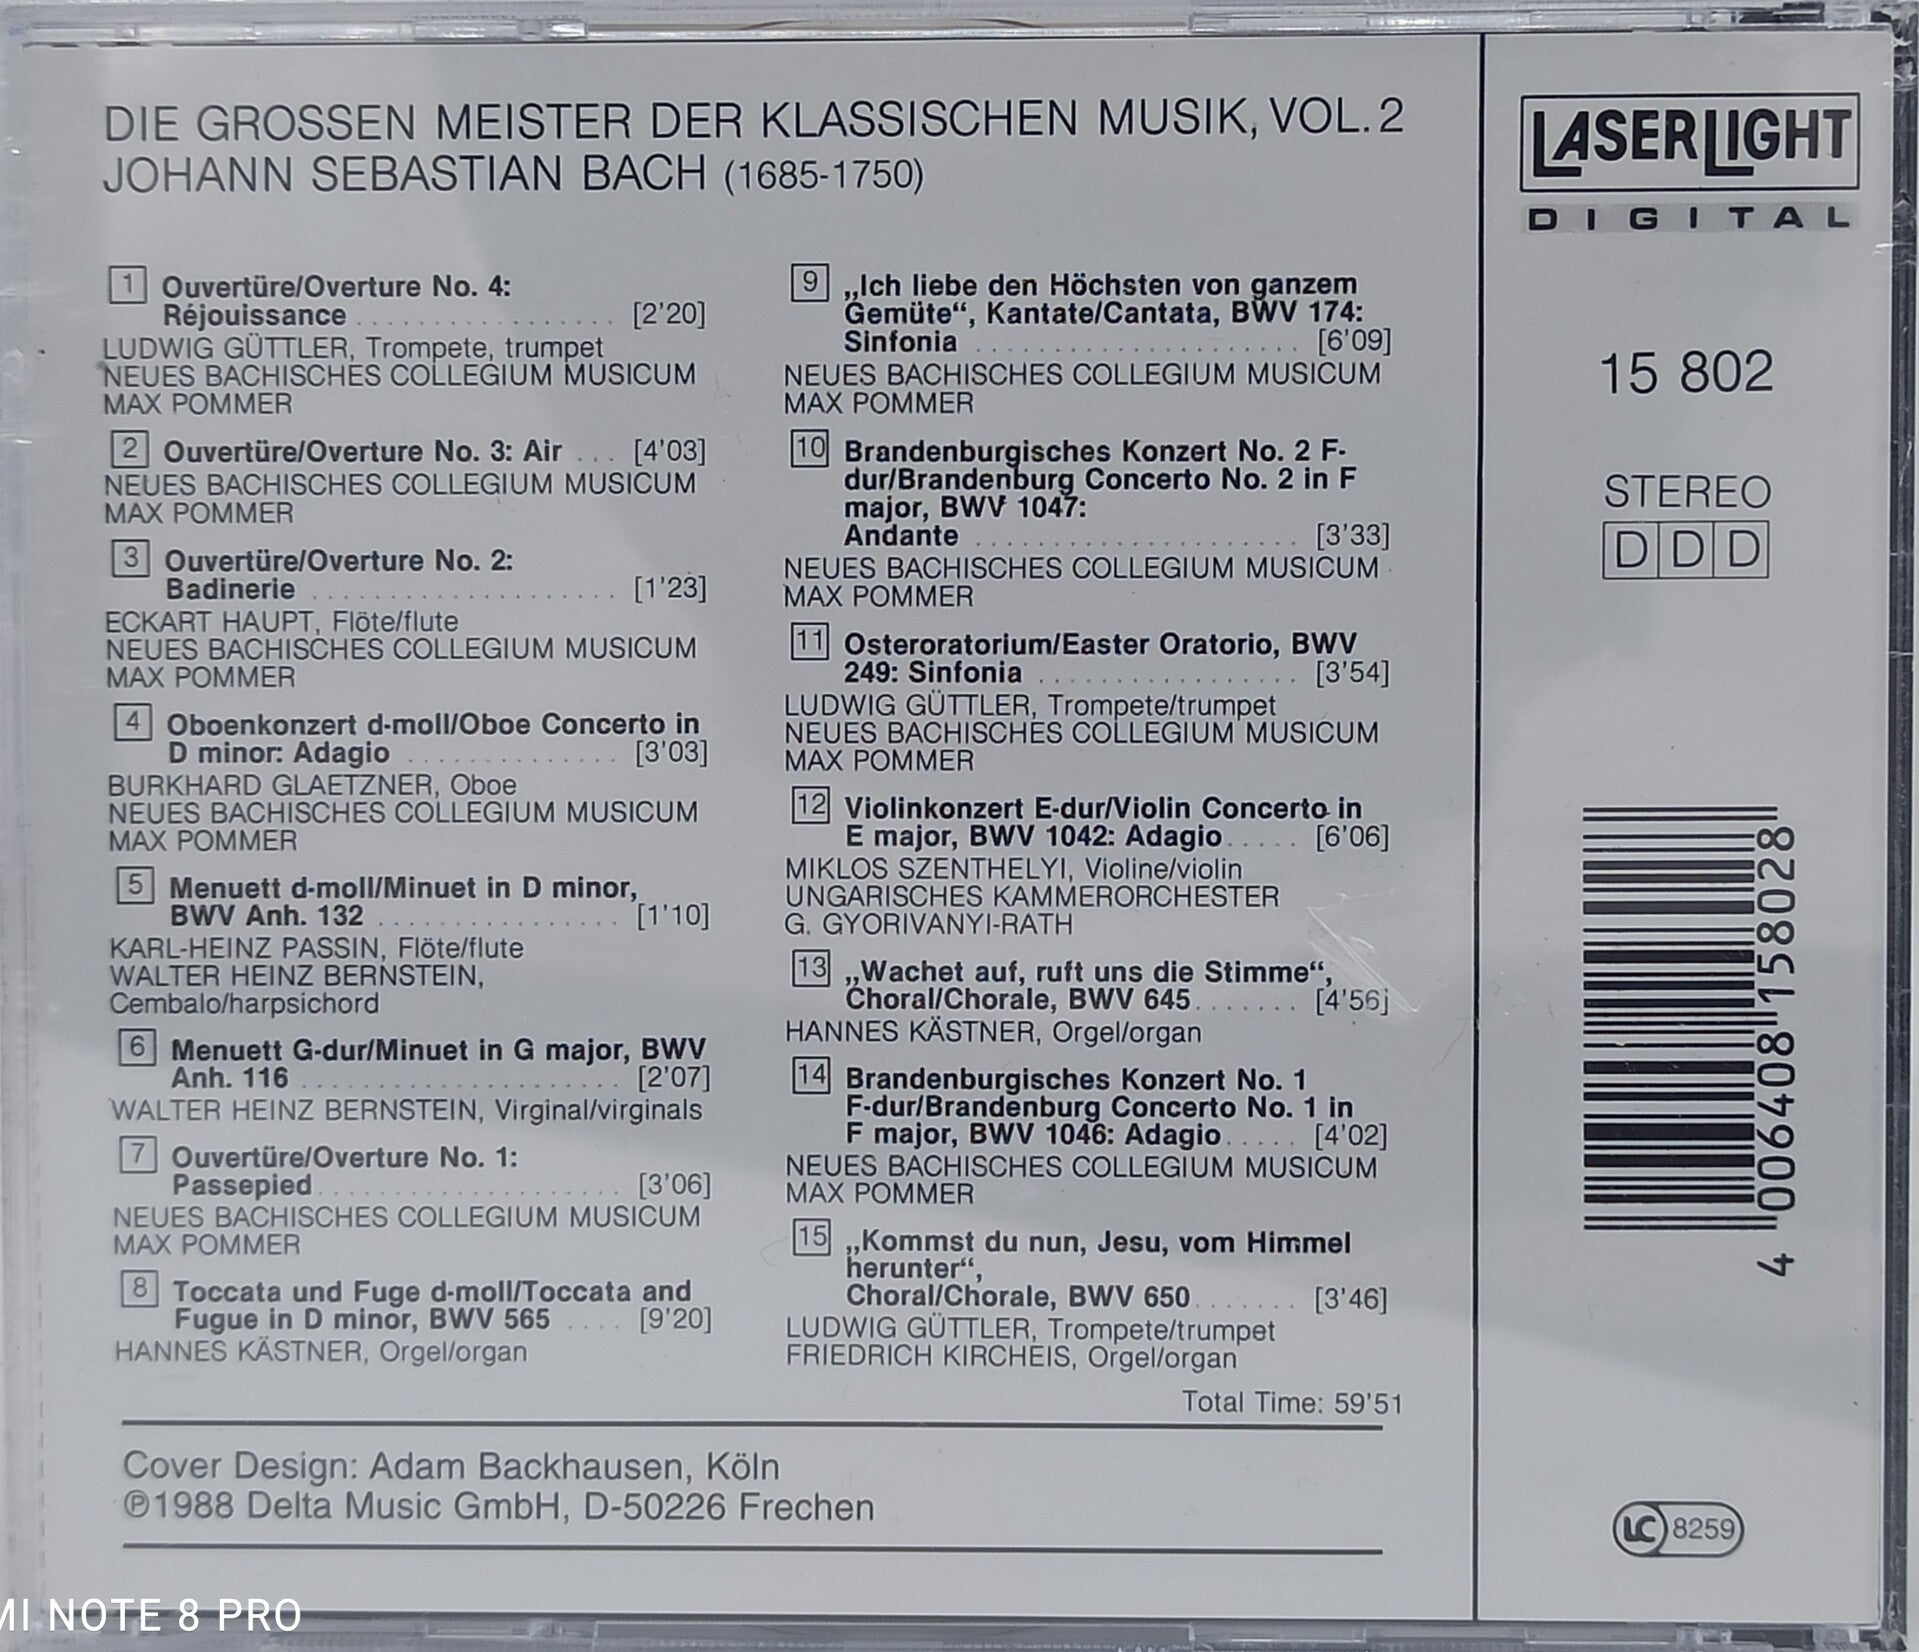 DIE GROSSEN MEISTER DER KLASSISCHEN MUSIK, VOL. 2
JOHANN SEBASTIAN BACH (1685-1750)
1 Ouvertüre/Overture No. 4:
Réjouissance ................ [2'20]
LUDWIG GÜTTLER, Trompete, trumpet
NEUES BACHISCHES COLLEGIUM MUSICUM
MAX POMMER
2 Ouvertüre/Overture No. 3: Air ... [4'03]
NEUES BACHISCHES COLLEGIUM MUSICUM
MAX POMMER
3 Ouvertüre/Overture No. 2:
Badinerie .................... [1'23]
ECKART HAUPT, Flöte/flute
NEUES BACHISCHES COLLEGIUM MUSICUM
MAX POMMER
4 Oboenkonzert d-moll/Oboe Concerto in
D minor: Adagio .............. [3'03]
BURKHARD GLAETZNER, Oboe
NEUES BACHISCHES COLLEGIUM MUSICUM
MAX POMMER
5 Menuett d-moll/Minuet in D minor,
BWV Anh. 132 ................ [1'10]
KARL-HEINZ PASSIN, Flöte/flute
WALTER HEINZ BERNSTEIN,
Cembalo/harpsichord
6 Menuett G-dur/Minuet in G major, BWV
Anh. 116 ..................... [2'07]
WALTER HEINZ BERNSTEIN, Virginal/virginals
7 Ouvertüre/Overture No. 1:
Passepied .................... [3'06]
NEUES BACHISCHES COLLEGIUM MUSICUM
MAX POMMER
8 Toccata und Fuge d-moll/Toccata and
Fugue in D minor, BWV 565 .... [9'20]
HANNES KÄSTNER, Orgel/organ
9 „Ich liebe den Höchsten von ganzem
Gemüte“, Kantate/Cantata, BWV 174:
Sinfonia ..................... [6'09]
NEUES BACHISCHES COLLEGIUM MUSICUM
MAX POMMER
10 Brandenburgisches Konzert No. 2 F-
dur/Brandenburg Concerto No. 2 in F
major, BWV 1047:
Andante ..................... [3'33]
NEUES BACHISCHES COLLEGIUM MUSICUM
MAX POMMER
11 Osteroratorium/Easter Oratorio, BWV
249: Sinfonia ................. [3'54]
LUDWIG GÜTTLER, Trompete/trumpet
NEUES BACHISCHES COLLEGIUM MUSICUM
MAX POMMER
12 Violinkonzert E-dur/Violin Concerto in
E major, BWV 1042: Adagio ..... [6'06]
MIKLOS SZENTHELYI, Violine/violin
UNGARISCHES KAMMERORCHESTER
G. GYORIVANYI-RATH
13 „Wachet auf, ruft uns die Stimme“,
Choral/Chorale, BWV 645 ....... [4'56]
HANNES KÄSTNER, Orgel/organ
14 Brandenburgisches Konzert No. 1
F-dur/Brandenburg Concerto No. 1 in
F major, BWV 1046: Adagio ..... [4'02]
NEUES BACHISCHES COLLEGIUM MUSICUM
MAX POMMER
15 „Kommst du nun, Jesu, vom Himmel
herunter“,
Choral/Chorale, BWV 650 ....... [3'46]
LUDWIG GÜTTLER, Trompete/trumpet
FRIEDRICH KIRCHEIS, Orgel/organ
Total Time: 59'51
Cover Design: Adam Backhausen, Köln
℗1988 Delta Music GmbH, D-50226 Frechen
LASERLIGHT
DIGITAL
15 802
STEREO
DDD
4 006408 158028
LC 8259
MI NOTE 8 PRO